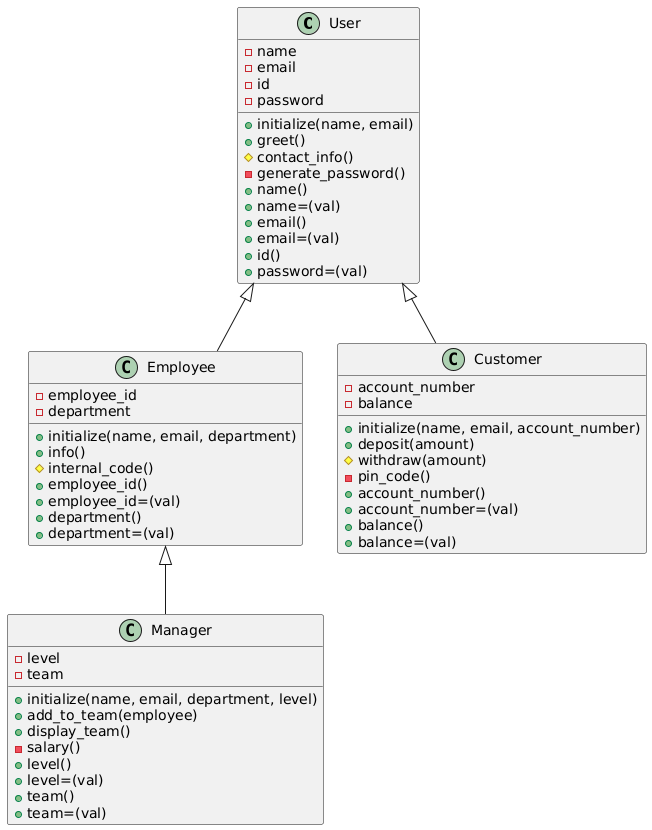 C User
name
email
id
password
initialize(name, email)
greet()
contact_info()
generate_password()
name()
name=(val)
email()
email=(val)
id()
password=(val)
C Employee
employee_id
department
initialize(name, email, department)
info()
internal_code()
employee_id()
employee_id=(val)
department()
department=(val)
C Customer
account_number
balance
initialize(name, email, account_number)
deposit(amount)
withdraw(amount)
pin_code()
account_number()
account_number=(val)
balance()
balance=(val)
C Manager
level
team
initialize(name, email, department, level)
add_to_team(employee)
display_team()
salary()
level()
level=(val)
team()
team=(val)